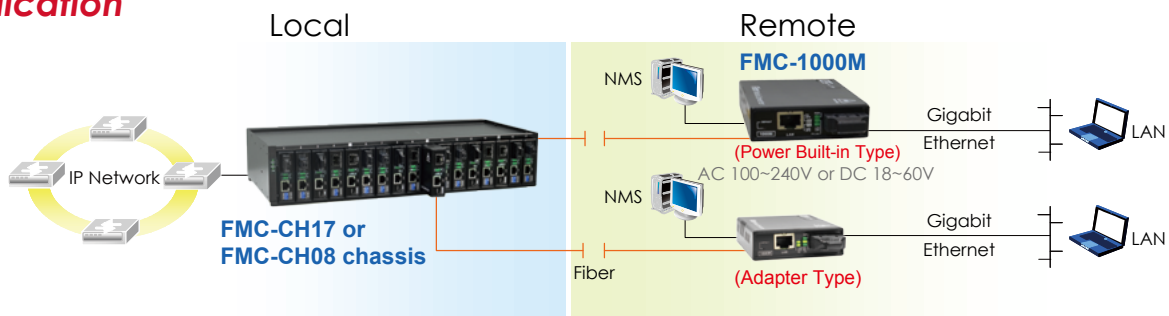 Local
Remote
FMC-1000M
NMS
Gigabit
Ethernet
LAN
(Power Built-in Type)
AC 100~240V or DC 18~60V
IP Network
FMC-CH17 or
FMC-CH08 chassis
NMS
Gigabit
Ethernet
LAN
Fiber
(Adapter Type)